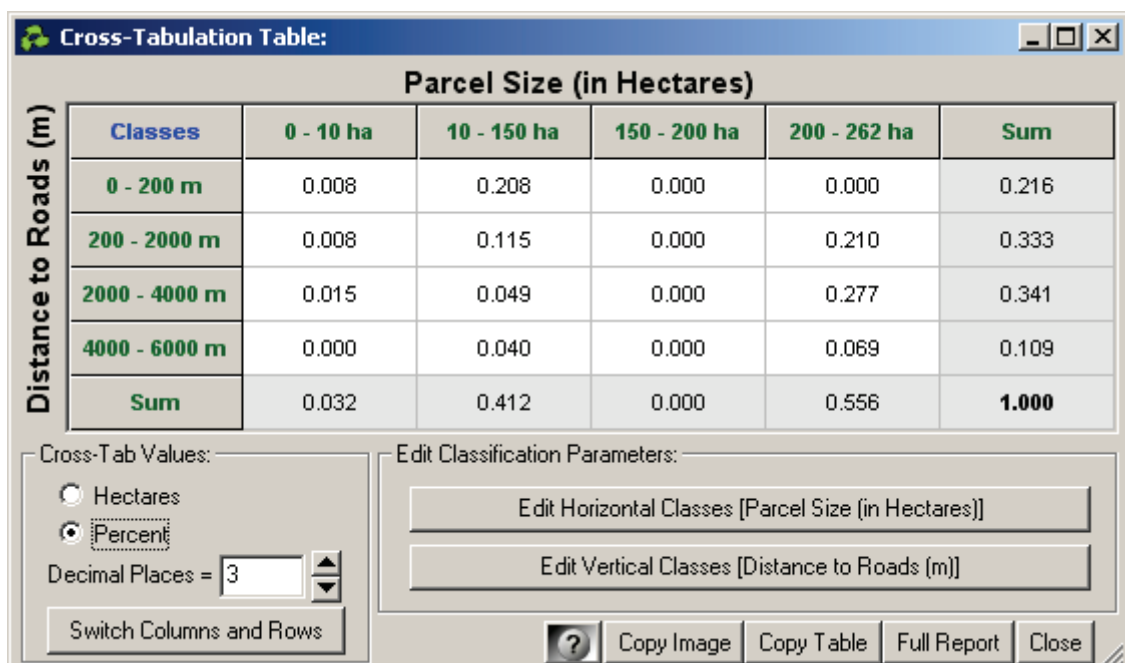 Cross-Tabulation Table:
Parcel Size (in Hectares)
Distance to Roads (m)
Classes 0 - 10 ha 10 - 150 ha 150 - 200 ha 200 - 262 ha Sum
0 - 200 m 0.008 0.208 0.000 0.000 0.216
200 - 2000 m 0.008 0.115 0.000 0.210 0.333
2000 - 4000 m 0.015 0.049 0.000 0.277 0.341
4000 - 6000 m 0.000 0.040 0.000 0.069 0.109
Sum 0.032 0.412 0.000 0.556 1.000
Cross-Tab Values:
Hectares
Percent
Decimal Places = 3
Switch Columns and Rows
Edit Classification Parameters:
Edit Horizontal Classes [Parcel Size (in Hectares)]
Edit Vertical Classes [Distance to Roads (m)]
? Copy Image Copy Table Full Report Close